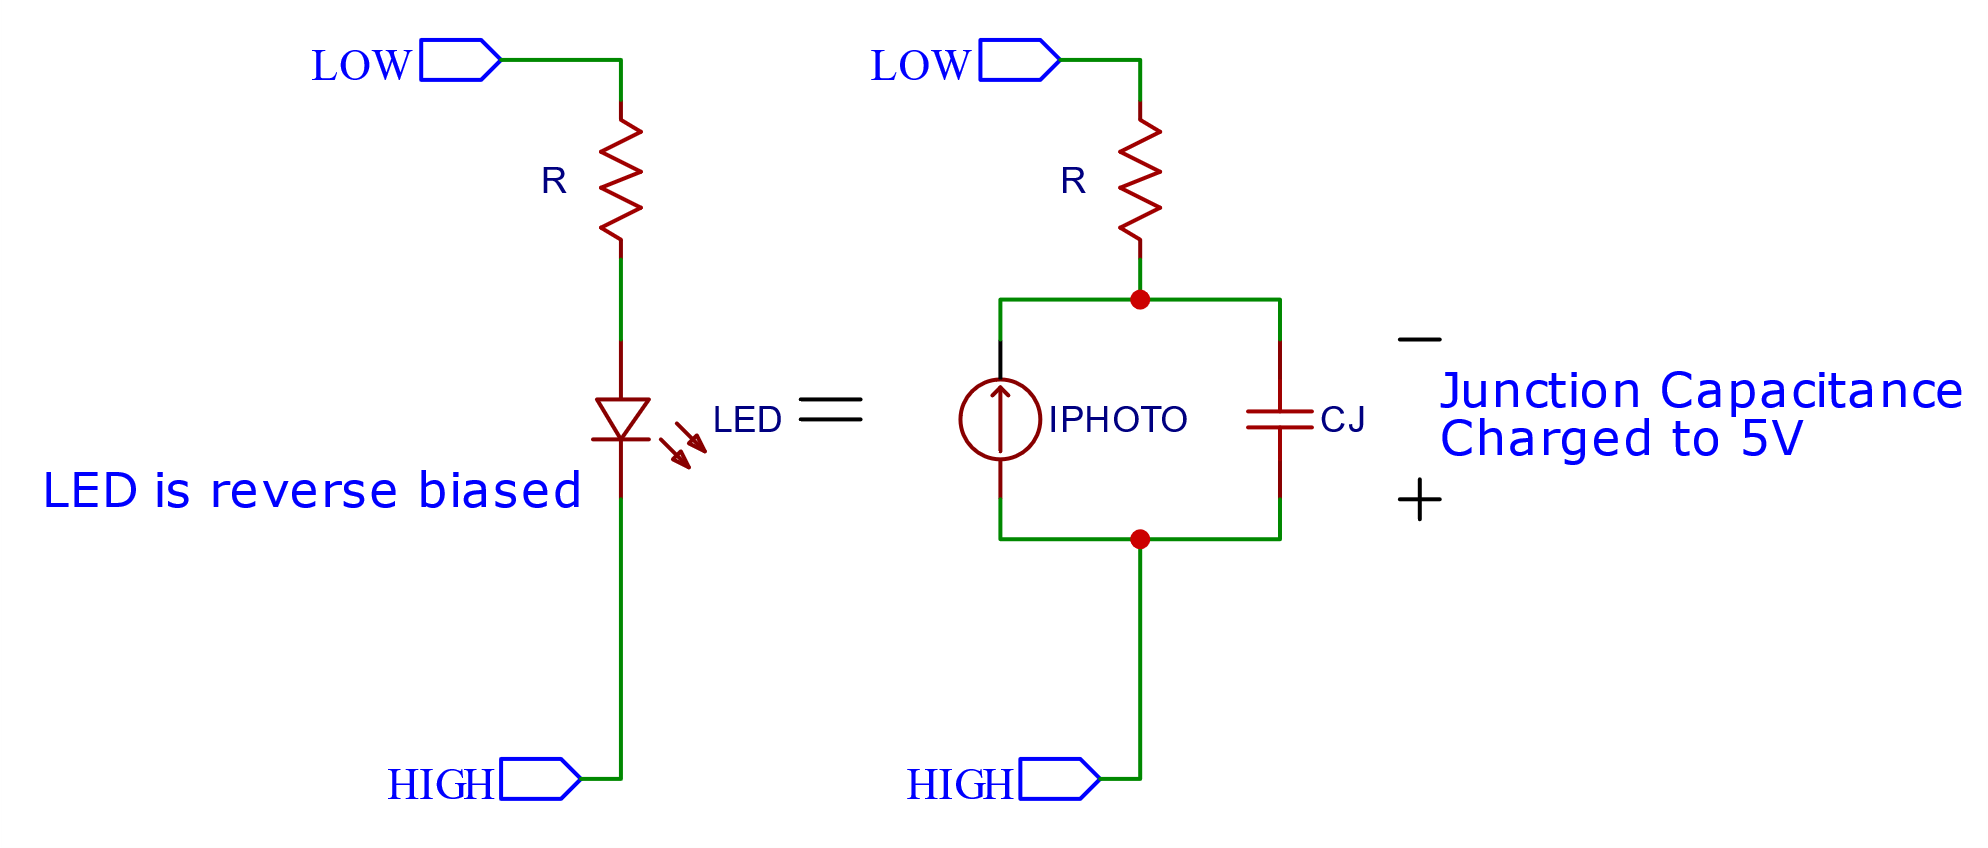 LOW
R
LED
LED is reverse biased
HIGH
=
LOW
R
IPHOTO
CJ
−
Junction Capacitance
Charged to 5V
+
HIGH